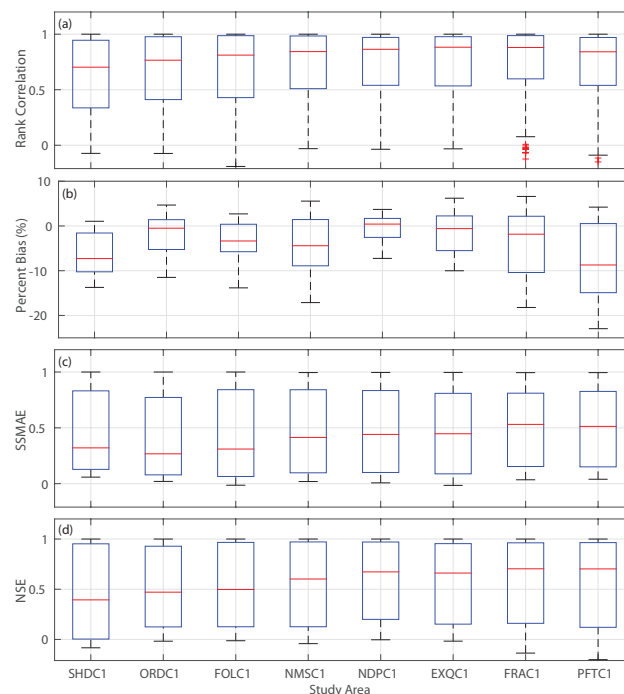 (a)
1
0.5
0
Rank Correlation
(b)
10
0
-10
-20
Percent Bias (%)
(c)
1
0.5
0
SSMAE
(d)
1
0.5
0
NSE
SHDC1 ORDC1 FOLC1 NMSC1 NDPC1 EXQC1 FRAC1 PFTC1
Study Area